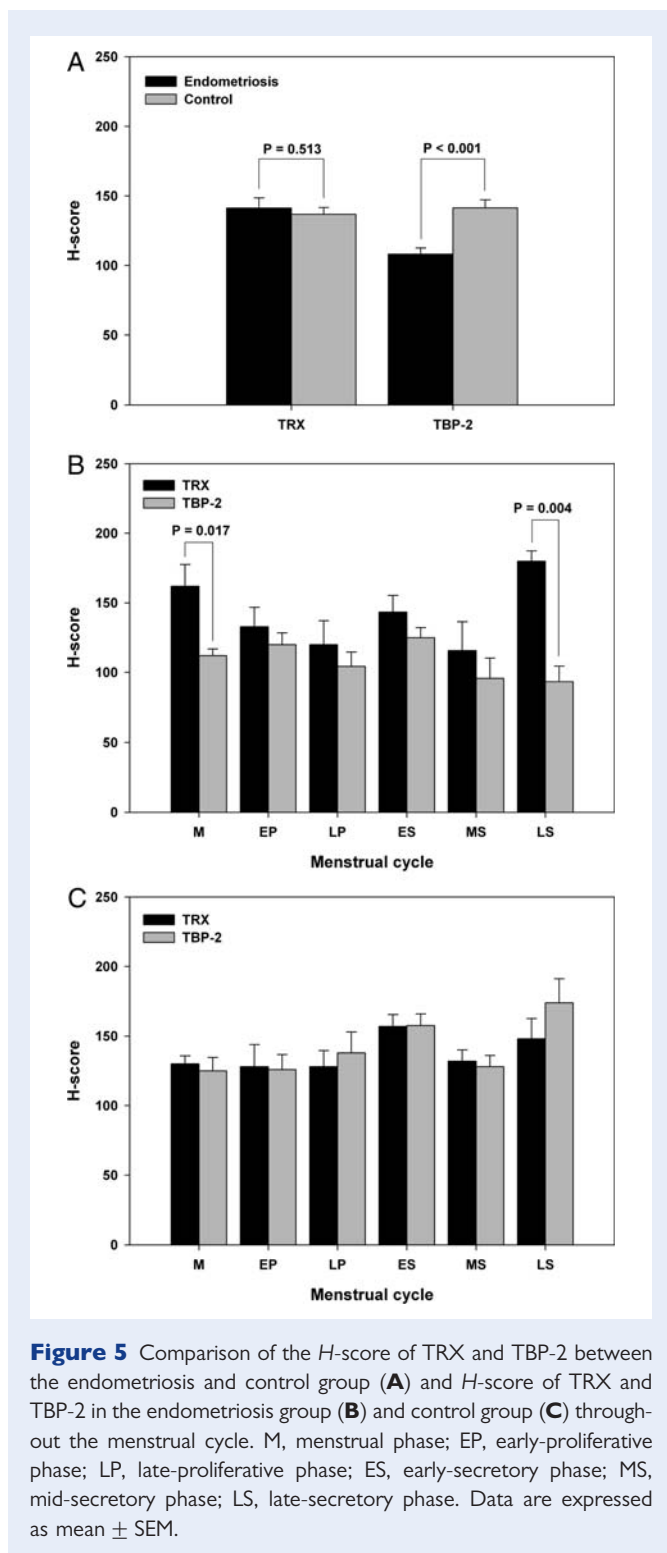 A
250
200
150
100
50
0
H-score
Endometriosis
Control
P = 0.513
P < 0.001
TRX TBP-2
B
250
200
150
100
50
0
H-score
TRX
TBP-2
P = 0.017
P = 0.004
M EP LP ES MS LS
Menstrual cycle
C
250
200
150
100
50
0
H-score
TRX
TBP-2
M EP LP ES MS LS
Menstrual cycle
Figure 5 Comparison of the H-score of TRX and TBP-2 between
the endometriosis and control group (A) and H-score of TRX and
TBP-2 in the endometriosis group (B) and control group (C) through-
out the menstrual cycle. M, menstrual phase; EP, early-proliferative
phase; LP, late-proliferative phase; ES, early-secretory phase; MS,
mid-secretory phase; LS, late-secretory phase. Data are expressed
as mean ± SEM.